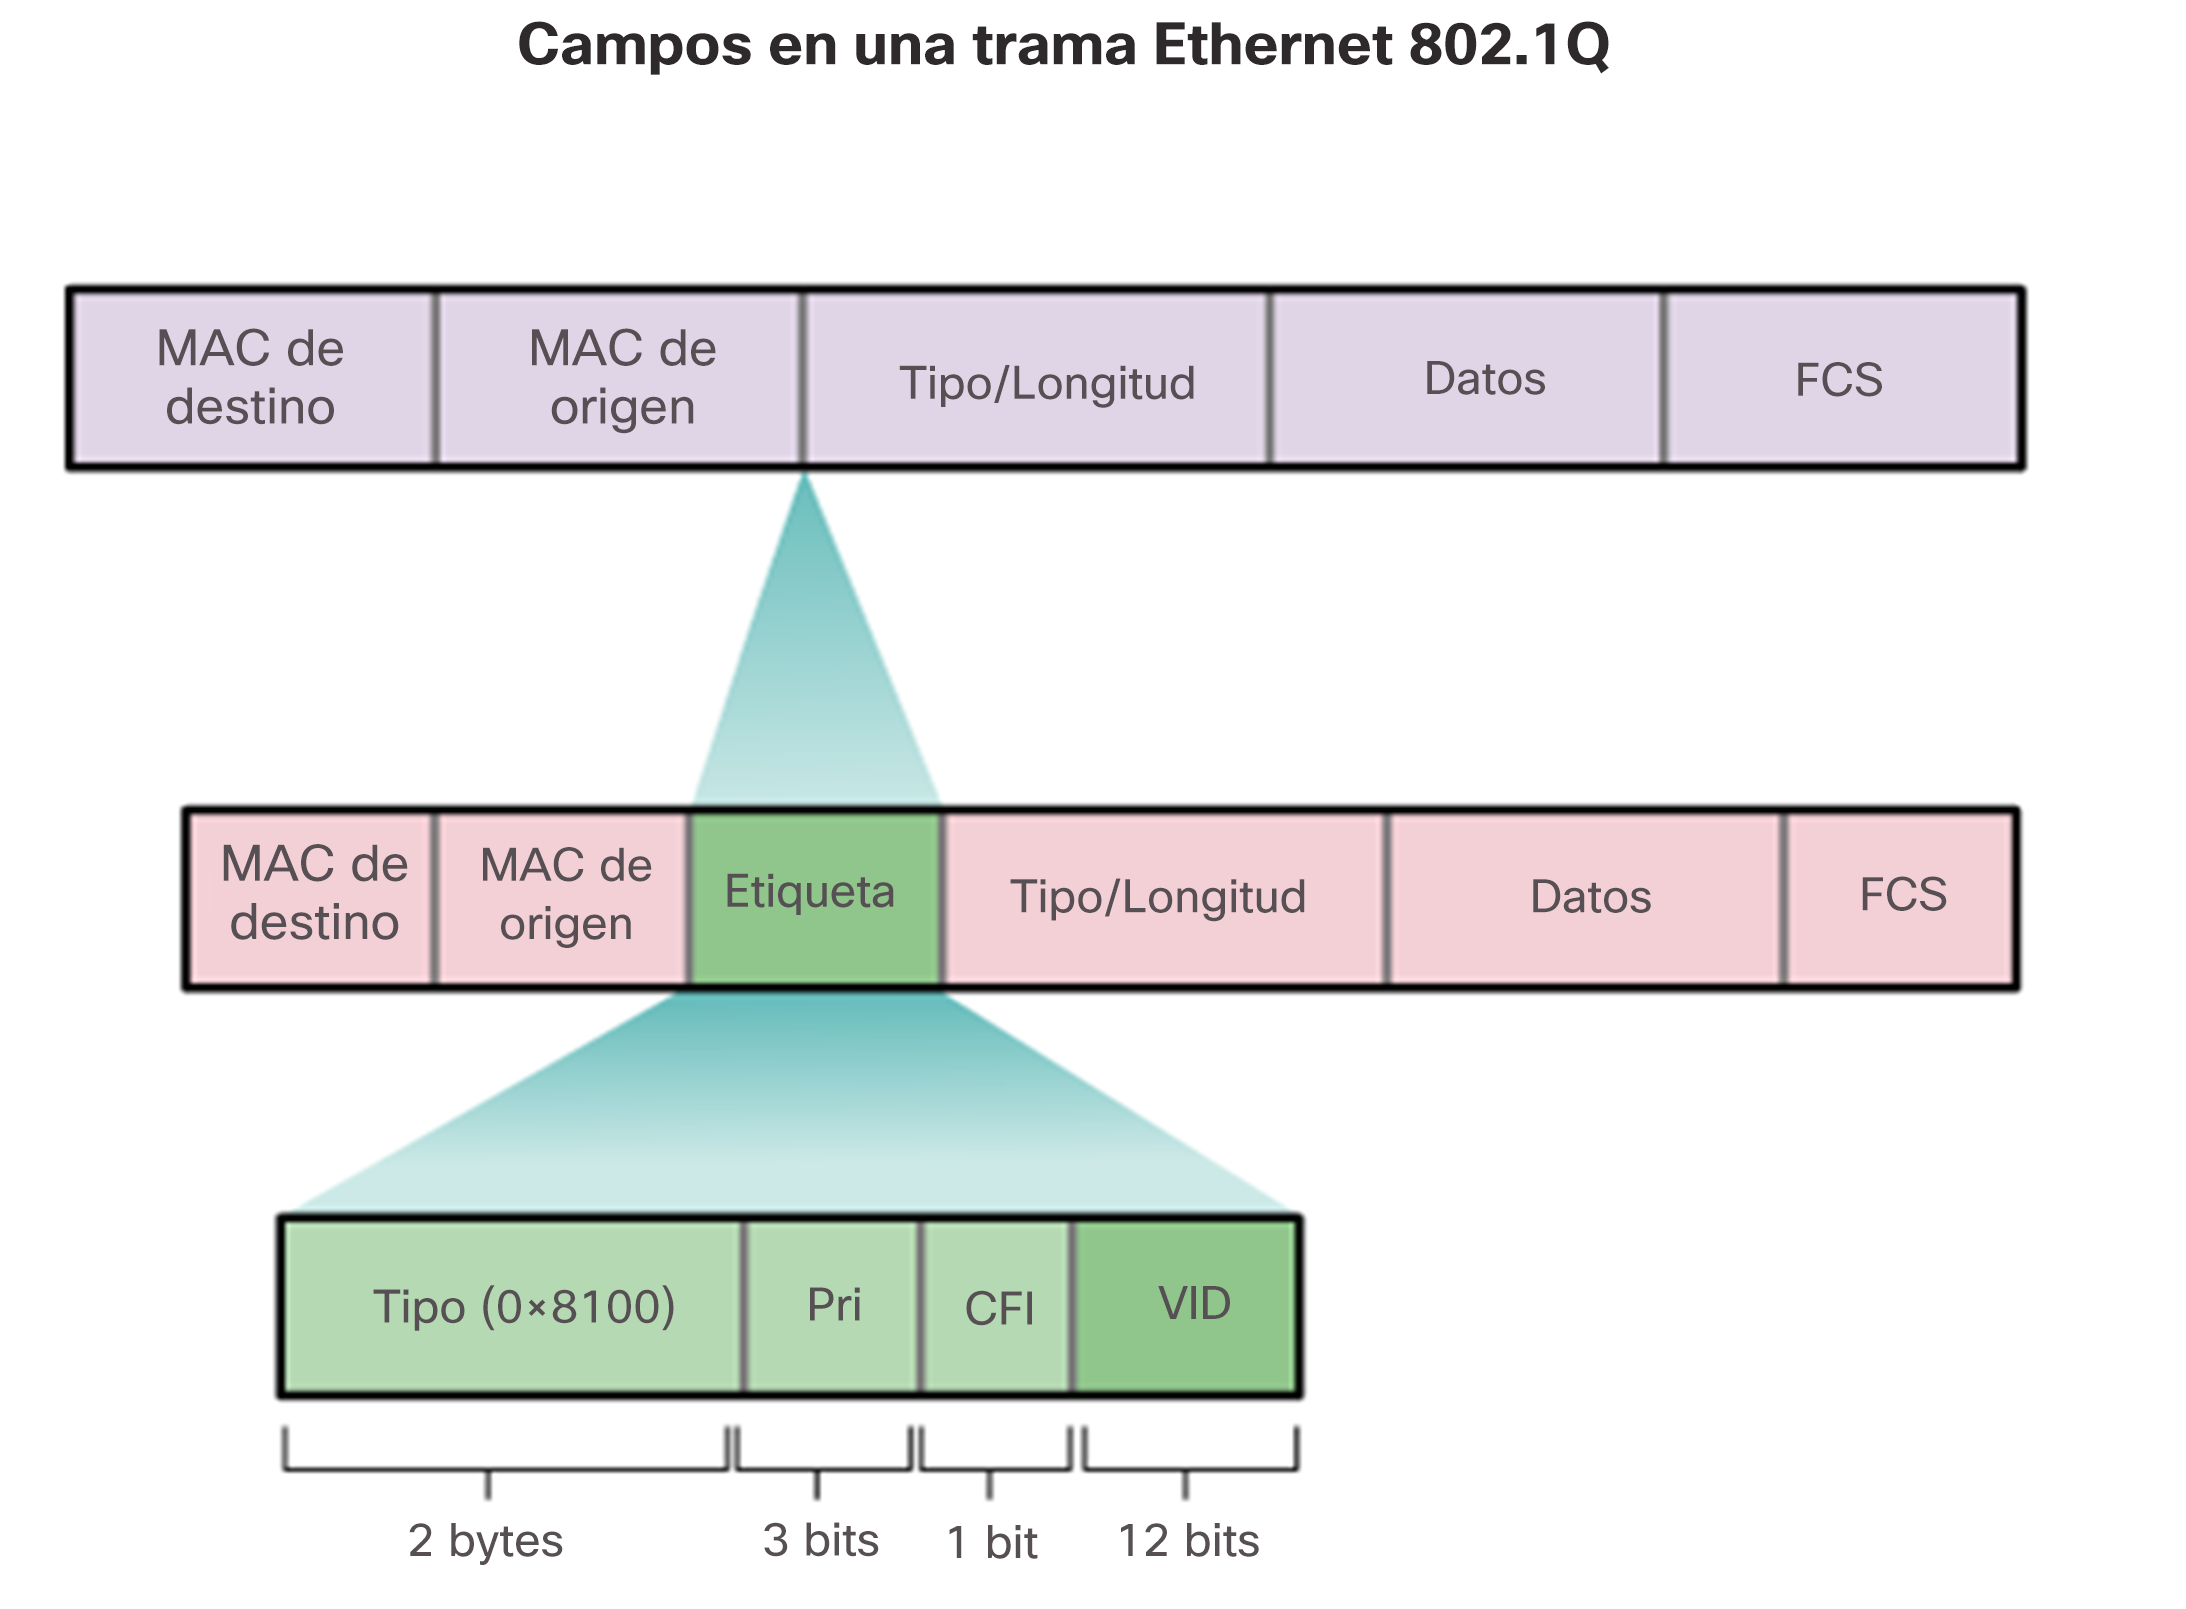 Campos en una trama Ethernet 802.1Q
MAC de
destino
MAC de
origen
Tipo/Longitud
Datos
FCS
MAC de
destino
MAC de
origen
Etiqueta
Tipo/Longitud
Datos
FCS
Tipo (0×8100)
Pri
CFI
VID
2 bytes
3 bits
1 bit
12 bits